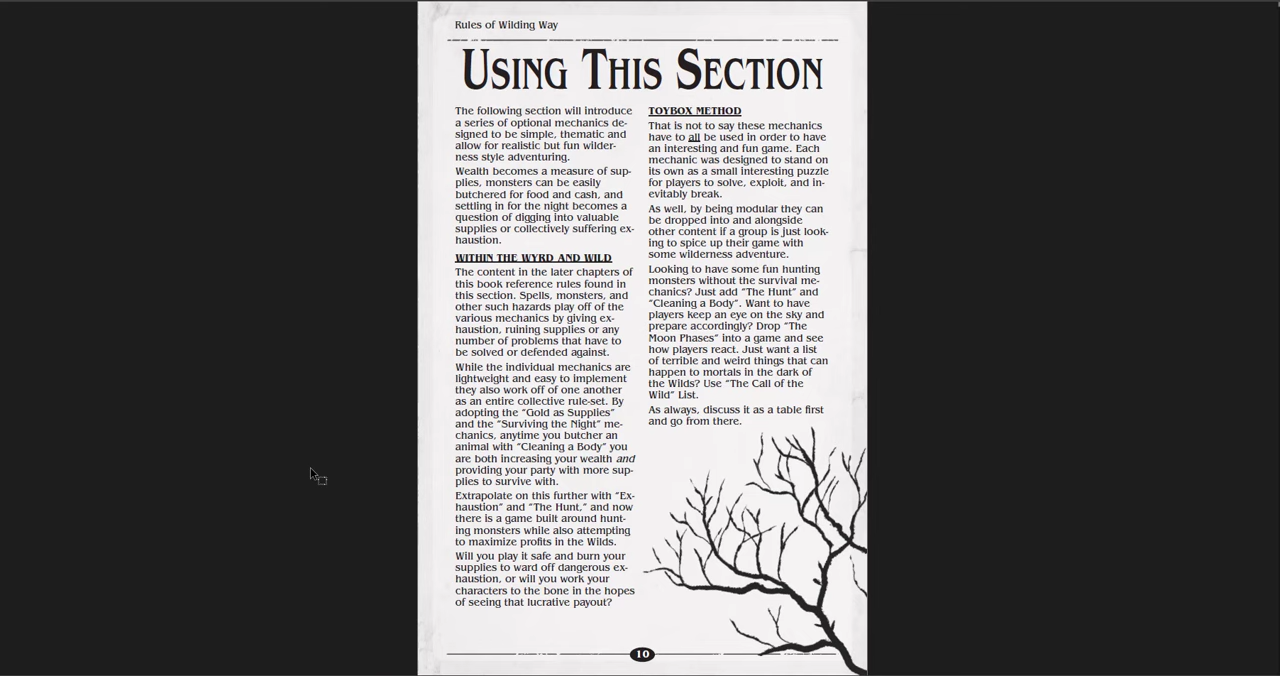 Rules of Wilding Way
Using This Section
The following section will introduce
a series of optional mechanics de-
signed to be simple, thematic and
allow for realistic but fun wilder-
ness style adventuring.
Wealth becomes a measure of sup-
plies, monsters can be easily
butchered for food and cash, and
settling in for the night becomes a
question of digging into valuable
supplies or collectively suffering ex-
haustion.
WITHIN THE WYRD AND WILD
The content in the later chapters of
this book reference rules found in
this section. Spells, monsters, and
other such hazards play off of the
various mechanics by giving ex-
haustion, ruining supplies or any
number of problems that have to
be solved or defended against.
While the individual mechanics are
lightweight and easy to implement
they also work off of one another
as an entire collective rule-set. By
adopting the “Gold as Supplies”
and the “Surviving the Night” me-
chanics, anytime you butcher an
animal with “Cleaning a Body” you
are both increasing your wealth and
providing your party with more sup-
plies to survive with.
Extrapolate on this further with “Ex-
haustion” and “The Hunt,” and now
there is a game built around hunt-
ing monsters while also attempting
to maximize profits in the Wilds.
Will you play it safe and burn your
supplies to ward off dangerous ex-
haustion, or will you work your
characters to the bone in the hopes
of seeing that lucrative payout?
TOYBOX METHOD
That is not to say these mechanics
have to all be used in order to have
an interesting and fun game. Each
mechanic was designed to stand on
its own as a small interesting puzzle
for players to solve, exploit, and in-
evitably break.
As well, by being modular they can
be dropped into and alongside
other content if a group is just look-
ing to spice up their game with
some wilderness adventure.
Looking to have some fun hunting
monsters without the survival me-
chanics? Just add “The Hunt” and
“Cleaning a Body”. Want to have
players keep an eye on the sky and
prepare accordingly? Drop “The
Moon Phases” into a game and see
how players react. Just want a list
of terrible and weird things that can
happen to mortals in the dark of
the Wilds? Use “The Call of the
Wild” List.
As always, discuss it as a table first
and go from there.
10